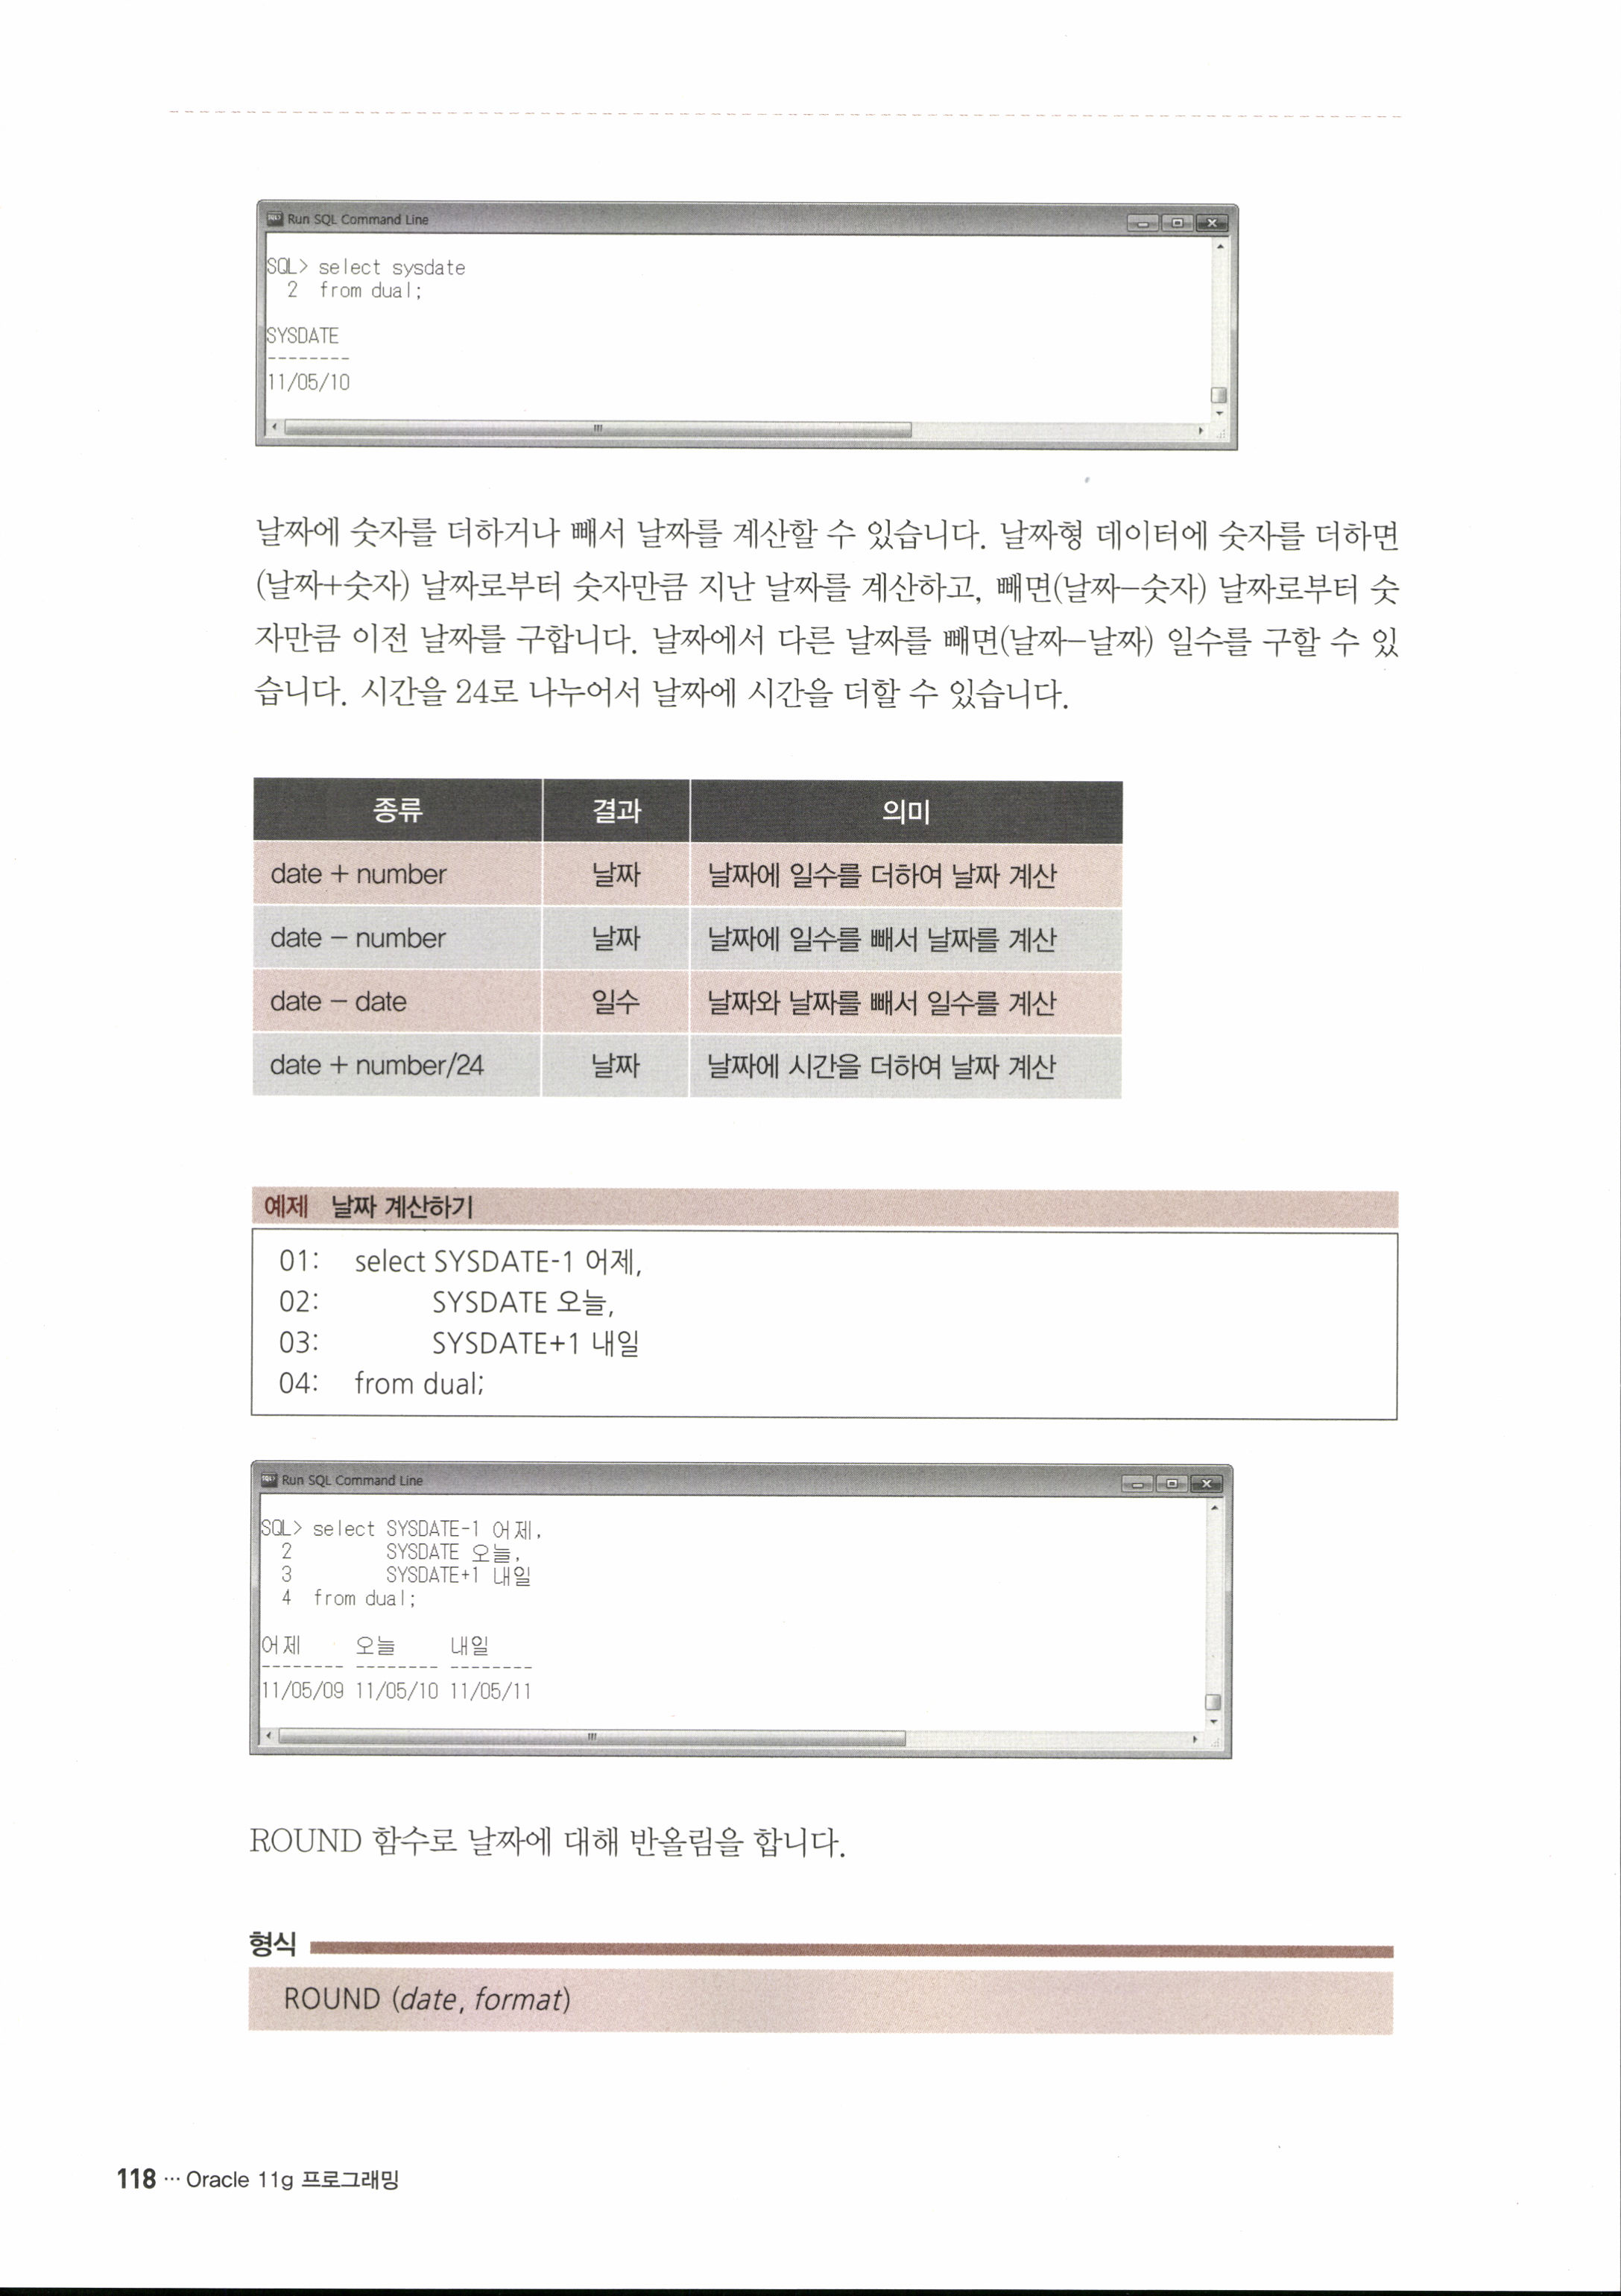 Run SQL Command Line
SQL> select sysdate
2 from dual;
SYSDATE
--------
11/05/10
날짜에 숫자를 더하거나 빼서 날짜를 계산할 수 있습니다. 날짜형 데이터에 숫자를 더하면
(날짜+숫자) 날짜로부터 숫자만큼 지난 날짜를 계산하고, 빼면(날짜-숫자) 날짜로부터 숫
자만큼 이전 날짜를 구합니다. 날짜에서 다른 날짜를 빼면(날짜-날짜) 일수를 구할 수 있
습니다. 시간을 24로 나누어서 날짜에 시간을 더할 수 있습니다.
종류 결과 의미
date + number 날짜 날짜에 일수를 더하여 날짜 계산
date - number 날짜 날짜에 일수를 빼서 날짜를 계산
date - date 일수 날짜와 날짜를 빼서 일수를 계산
date + number/24 날짜 날짜에 시간을 더하여 날짜 계산
예제 날짜 계산하기
01: select SYSDATE-1 어제,
02: SYSDATE 오늘,
03: SYSDATE+1 내일
04: from dual;
Run SQL Command Line
SQL> select SYSDATE-1 어제,
2 SYSDATE 오늘,
3 SYSDATE+1 내일
4 from dual;
어제 오늘 내일
-------- -------- --------
11/05/09 11/05/10 11/05/11
ROUND 함수로 날짜에 대해 반올림을 합니다.
형식
ROUND (date, format)
118 … Oracle 11g 프로그래밍